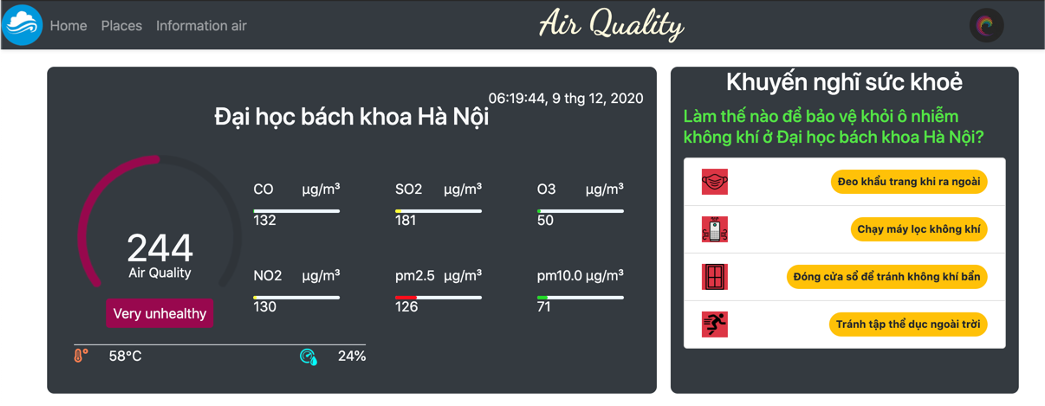 Home Places Information air
Air Quality
06:19:44, 9 thg 12, 2020
Đại học bách khoa Hà Nội
244
Air Quality
Very unhealthy
CO µg/m³
132
SO2 µg/m³
181
O3 µg/m³
50
NO2 µg/m³
130
pm2.5 µg/m³
126
pm10.0 µg/m³
71
58°C
24%
Khuyến nghĩ sức khoẻ
Làm thế nào để bảo vệ khỏi ô nhiễm
không khí ở Đại học bách khoa Hà Nội?
Đeo khẩu trang khi ra ngoài
Chạy máy lọc không khí
Đóng cửa sổ để tránh không khí bẩn
Tránh tập thể dục ngoài trời